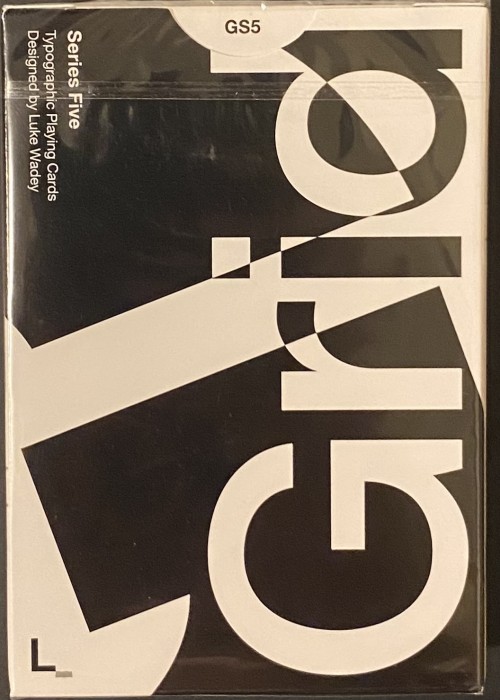 GS5
Series Five
Typographic Playing Cards
Designed by Luke Wadey
Grid